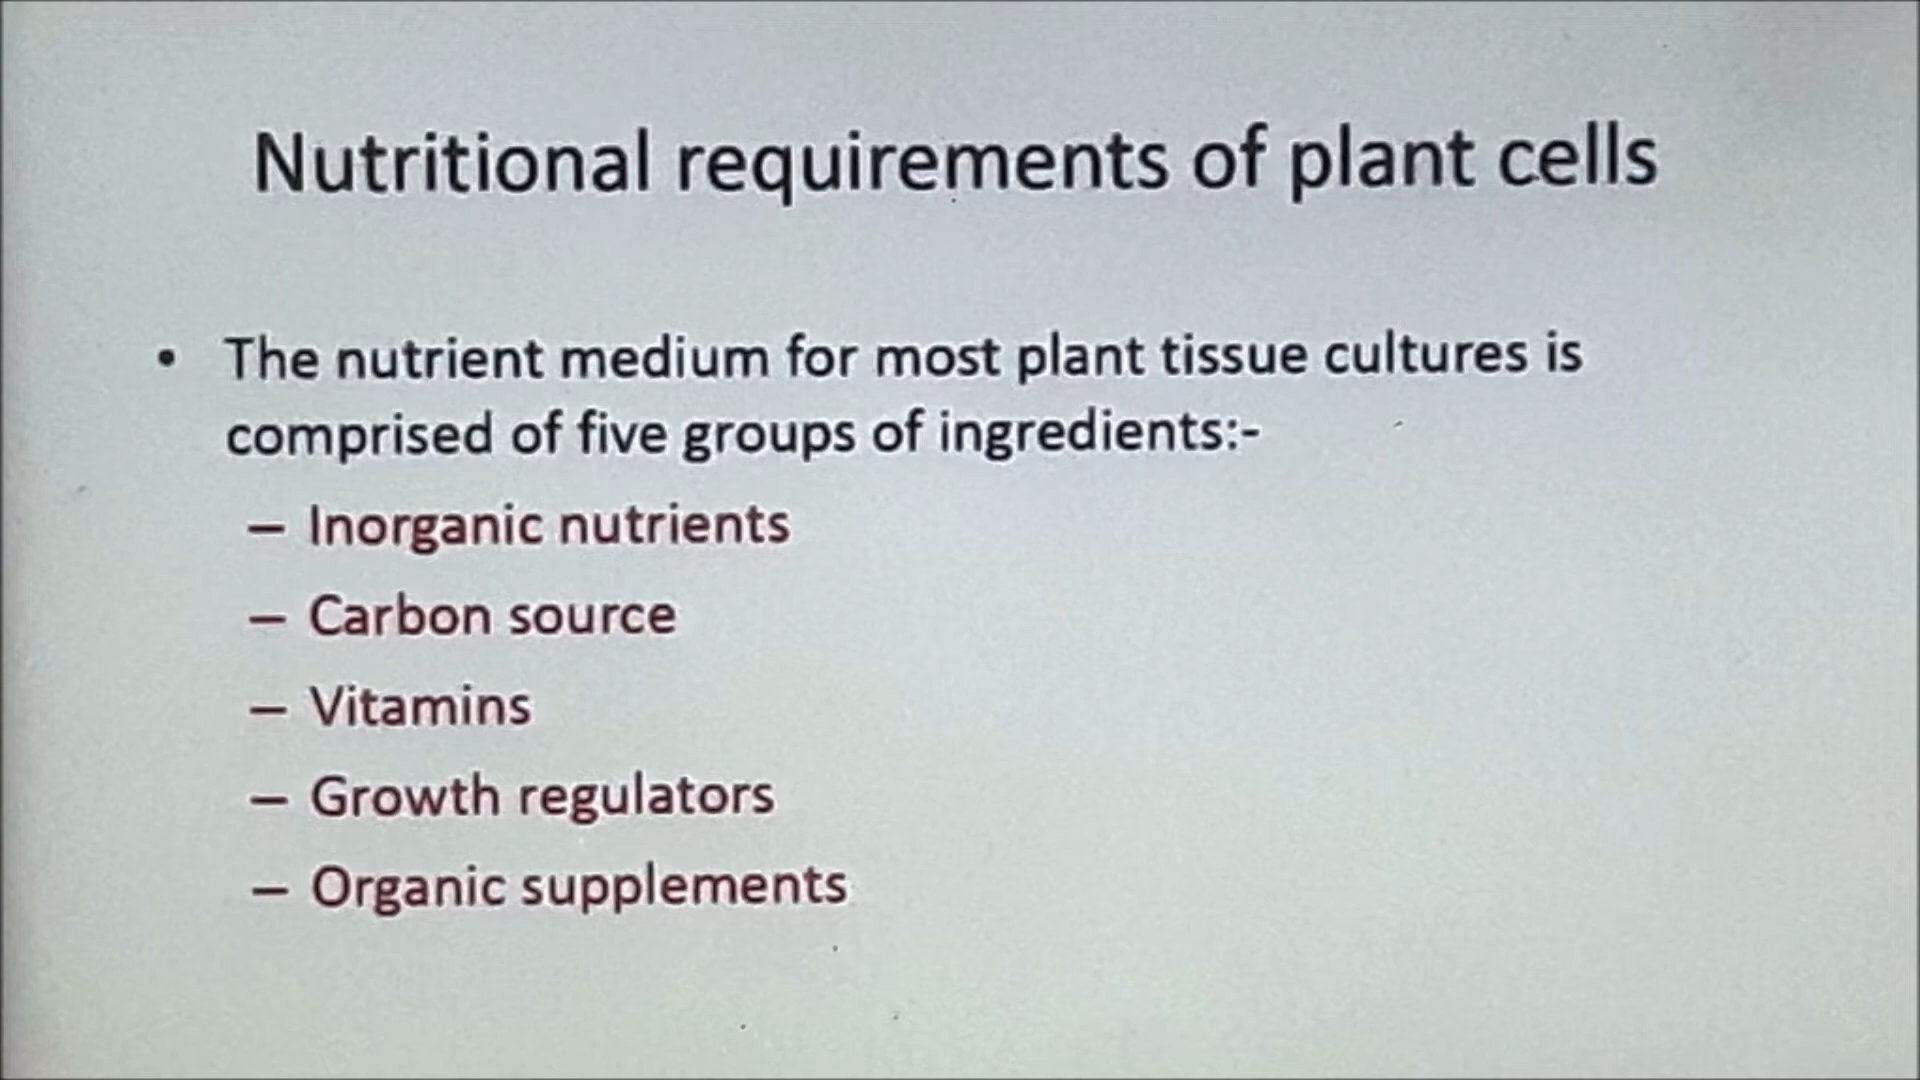 Nutritional requirements of plant cells
• The nutrient medium for most plant tissue cultures is
comprised of five groups of ingredients:-
– Inorganic nutrients
– Carbon source
– Vitamins
– Growth regulators
– Organic supplements